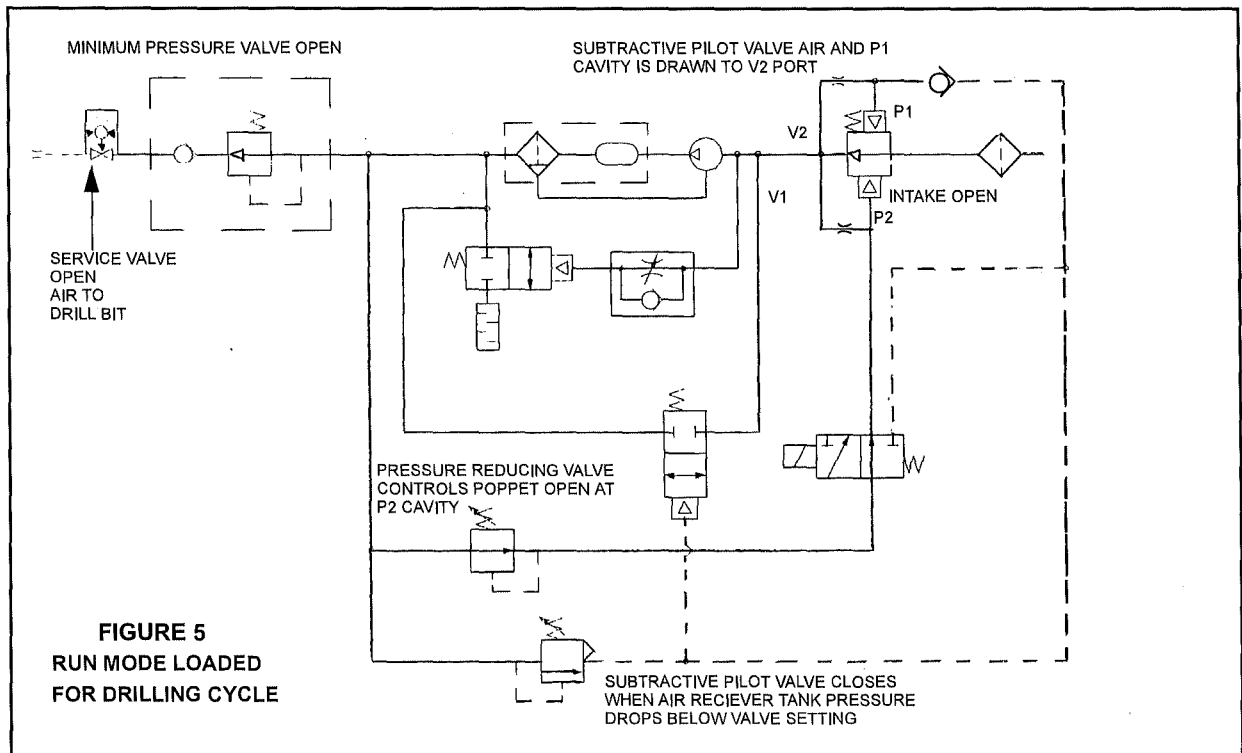 MINIMUM PRESSURE VALVE OPEN
SUBTRACTIVE PILOT VALVE AIR AND P1
CAVITY IS DRAWN TO V2 PORT
P1
V2
V1
INTAKE OPEN
P2
SERVICE VALVE
OPEN
AIR TO
DRILL BIT
PRESSURE REDUCING VALVE
CONTROLS POPPET OPEN AT
P2 CAVITY
FIGURE 5
RUN MODE LOADED
FOR DRILLING CYCLE
SUBTRACTIVE PILOT VALVE CLOSES
WHEN AIR RECIEVER TANK PRESSURE
DROPS BELOW VALVE SETTING